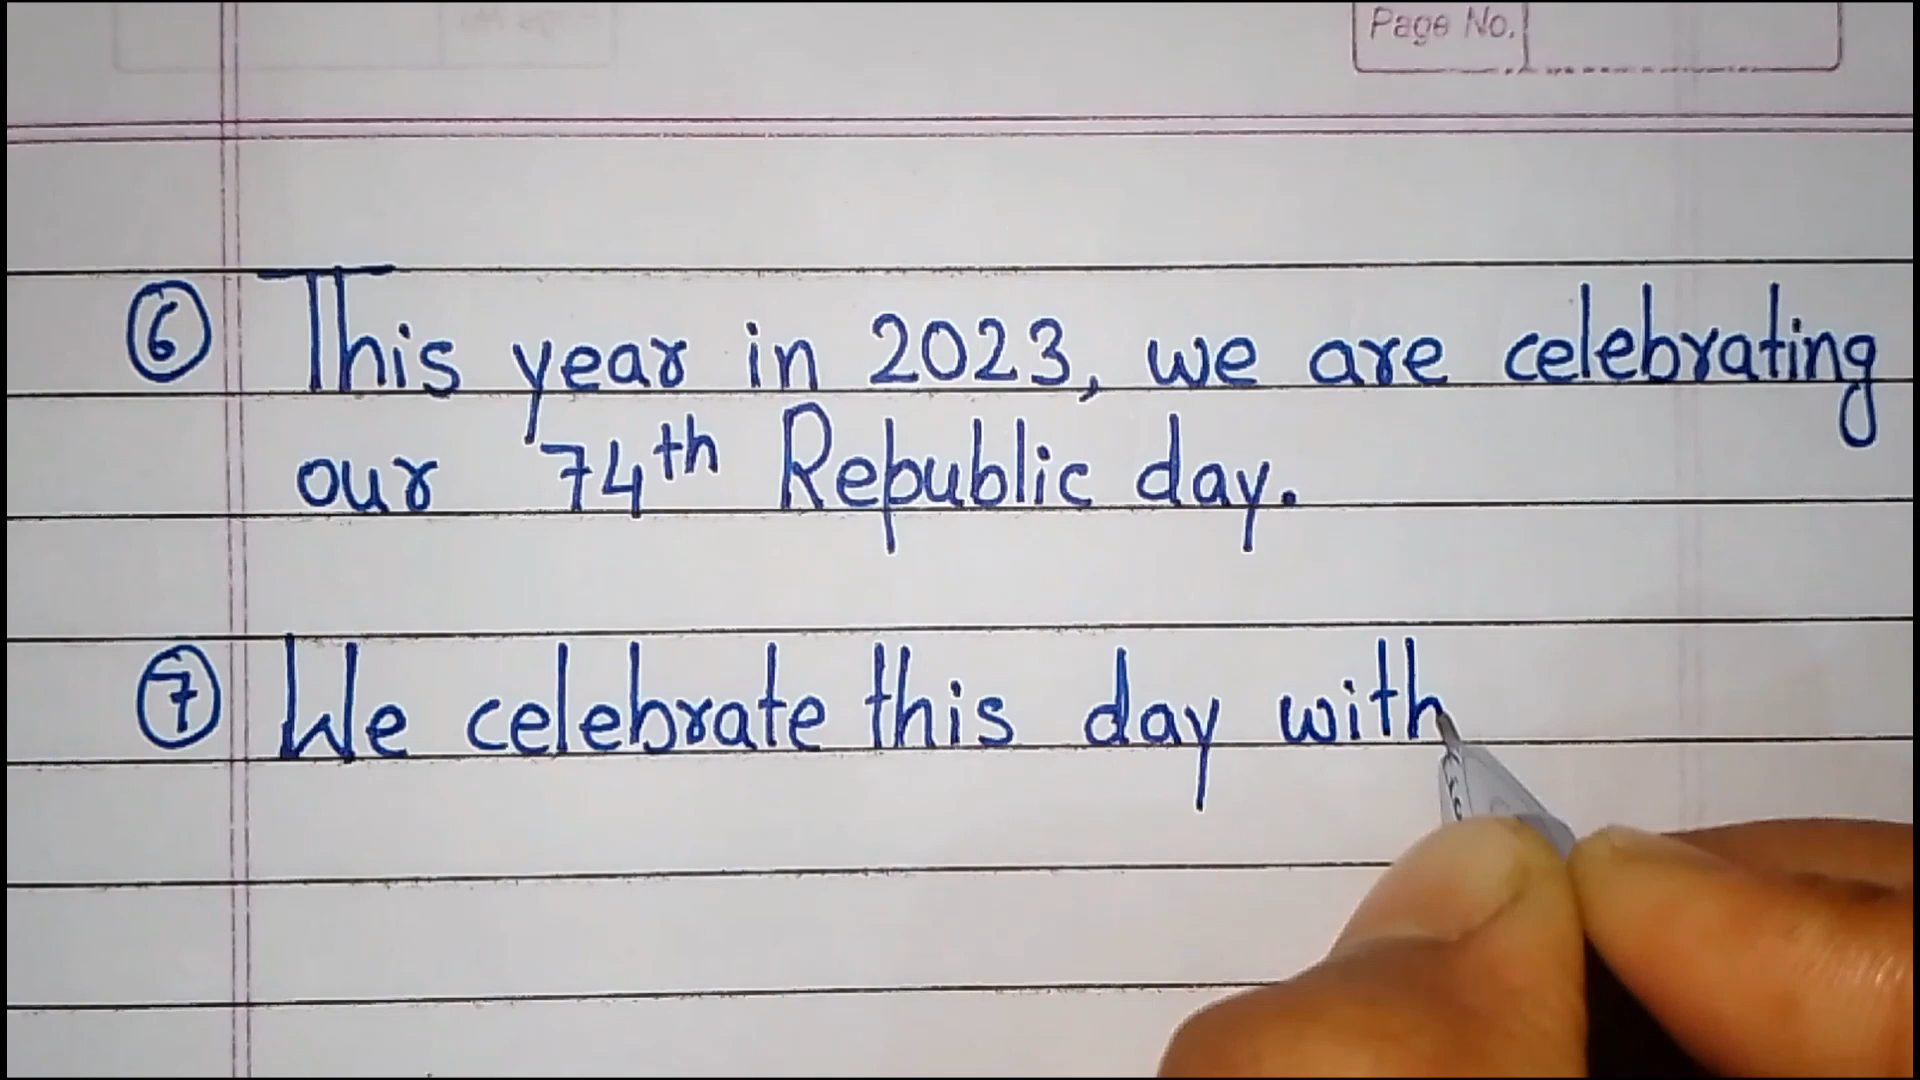 Page No.
⑥ This year in 2023, we are celebrating
our 74th Republic day.
⑦ We celebrate this day with